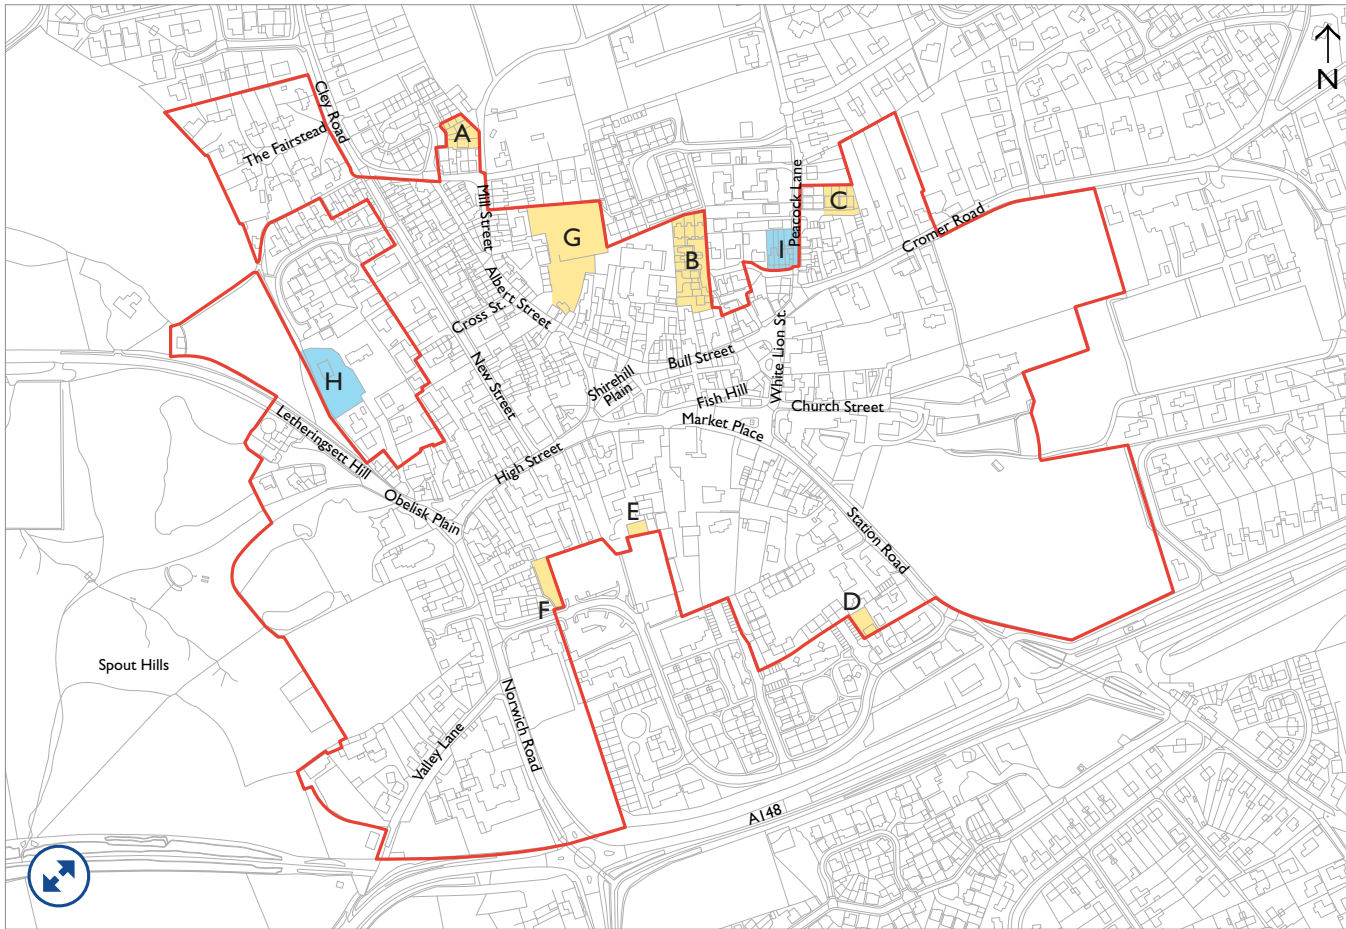 N
Cley Road
The Fairstead
A
Mill Street
Peacock Lane
C
Cromer Road
G
B
I
Albert Street
Cross St.
White Lion St.
Bull Street
H
New Street
Shirehill
Plain
Fish Hill
Church Street
Market Place
Letheringsett Hill
High Street
Obelisk Plain
E
Station Road
F
D
Spout Hills
Norwich Road
Valley Lane
A148